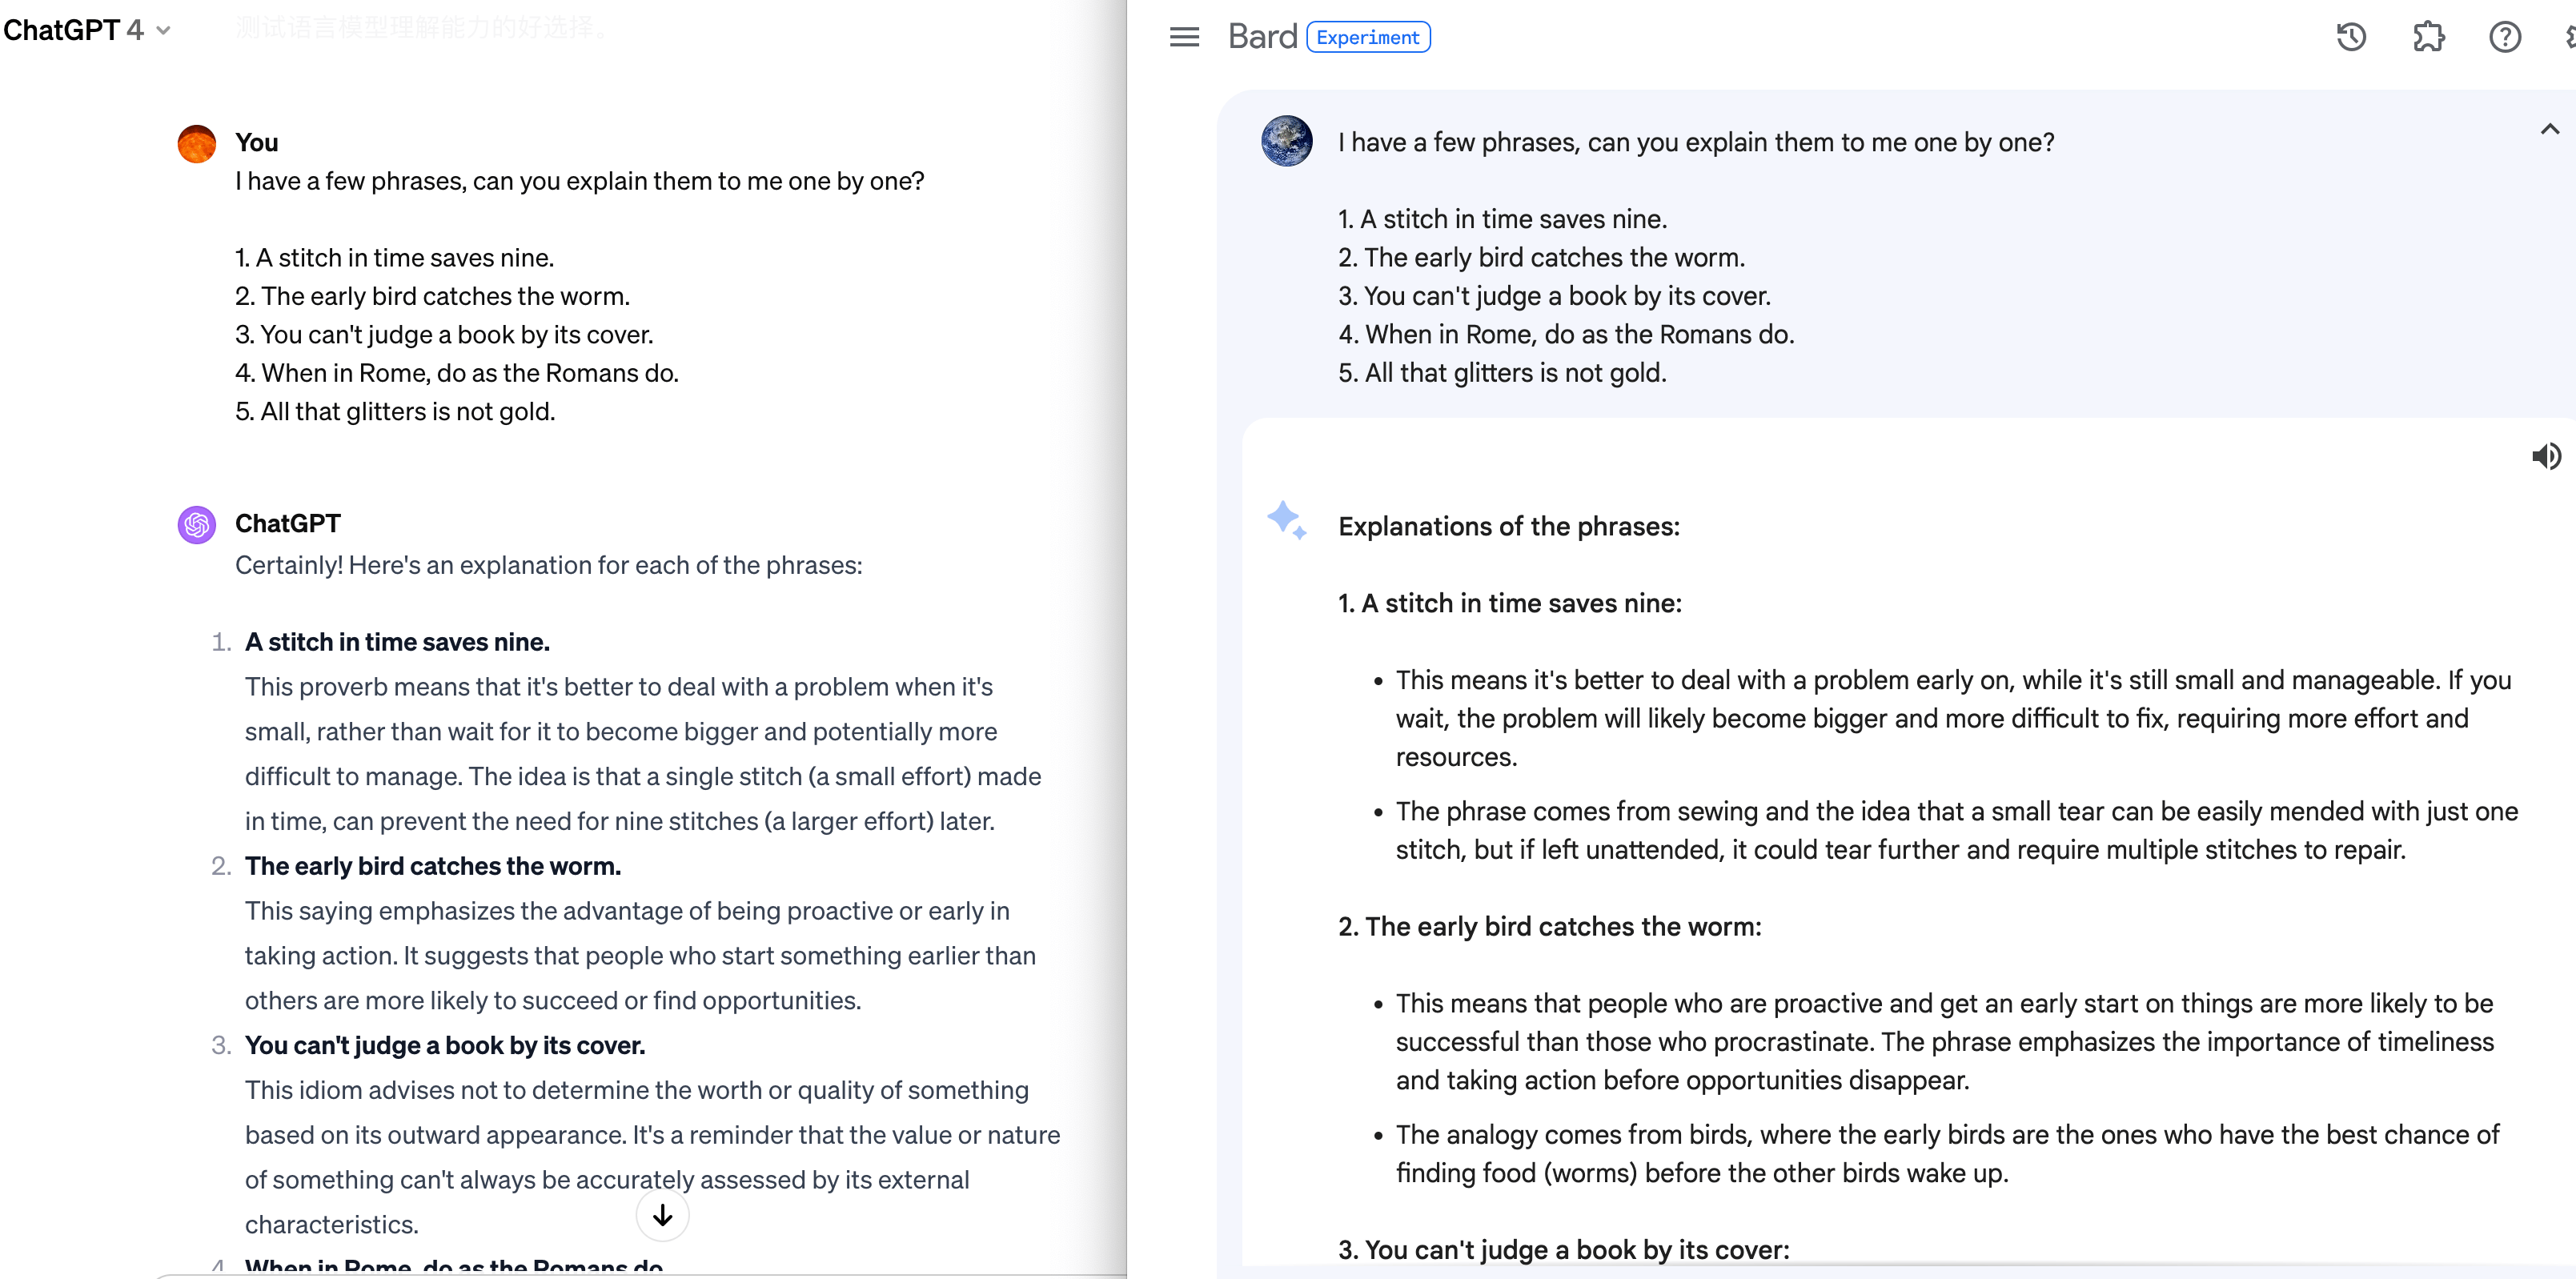 ChatGPT 4
测试语言模型理解能力的好选择。
You
I have a few phrases, can you explain them to me one by one?
1. A stitch in time saves nine.
2. The early bird catches the worm.
3. You can't judge a book by its cover.
4. When in Rome, do as the Romans do.
5. All that glitters is not gold.
ChatGPT
Certainly! Here's an explanation for each of the phrases:
1. A stitch in time saves nine.
This proverb means that it's better to deal with a problem when it's
small, rather than wait for it to become bigger and potentially more
difficult to manage. The idea is that a single stitch (a small effort) made
in time, can prevent the need for nine stitches (a larger effort) later.
2. The early bird catches the worm.
This saying emphasizes the advantage of being proactive or early in
taking action. It suggests that people who start something earlier than
others are more likely to succeed or find opportunities.
3. You can't judge a book by its cover.
This idiom advises not to determine the worth or quality of something
based on its outward appearance. It's a reminder that the value or nature
of something can't always be accurately assessed by its external
characteristics.
4. When in Rome, do as the Romans do.
Bard Experiment
I have a few phrases, can you explain them to me one by one?
1. A stitch in time saves nine.
2. The early bird catches the worm.
3. You can't judge a book by its cover.
4. When in Rome, do as the Romans do.
5. All that glitters is not gold.
Explanations of the phrases:
1. A stitch in time saves nine:
• This means it's better to deal with a problem early on, while it's still small and manageable. If you
wait, the problem will likely become bigger and more difficult to fix, requiring more effort and
resources.
• The phrase comes from sewing and the idea that a small tear can be easily mended with just one
stitch, but if left unattended, it could tear further and require multiple stitches to repair.
2. The early bird catches the worm:
• This means that people who are proactive and get an early start on things are more likely to be
successful than those who procrastinate. The phrase emphasizes the importance of timeliness
and taking action before opportunities disappear.
• The analogy comes from birds, where the early birds are the ones who have the best chance of
finding food (worms) before the other birds wake up.
3. You can't judge a book by its cover: